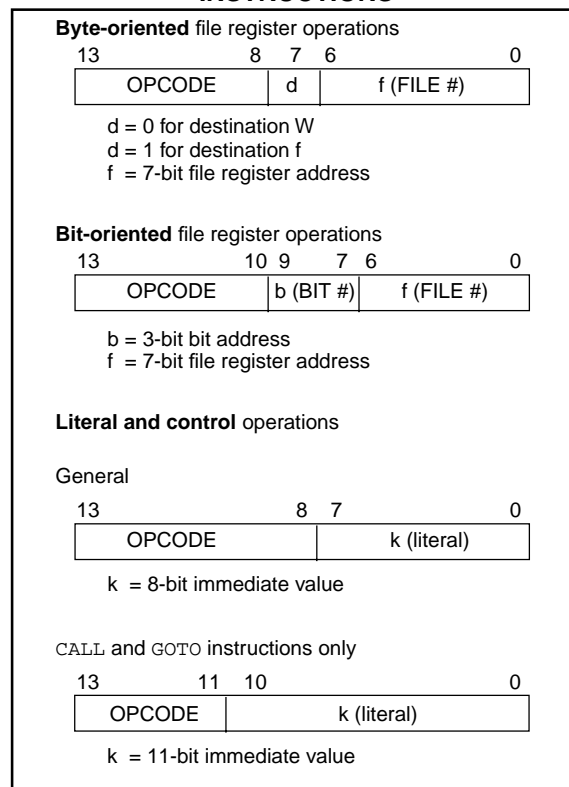 Byte-oriented file register operations
13 8 7 6 0
OPCODE d f (FILE #)
d = 0 for destination W
d = 1 for destination f
f = 7-bit file register address
Bit-oriented file register operations
13 10 9 7 6 0
OPCODE b (BIT #) f (FILE #)
b = 3-bit bit address
f = 7-bit file register address
Literal and control operations
General
13 8 7 0
OPCODE k (literal)
k = 8-bit immediate value
CALL and GOTO instructions only
13 11 10 0
OPCODE k (literal)
k = 11-bit immediate value